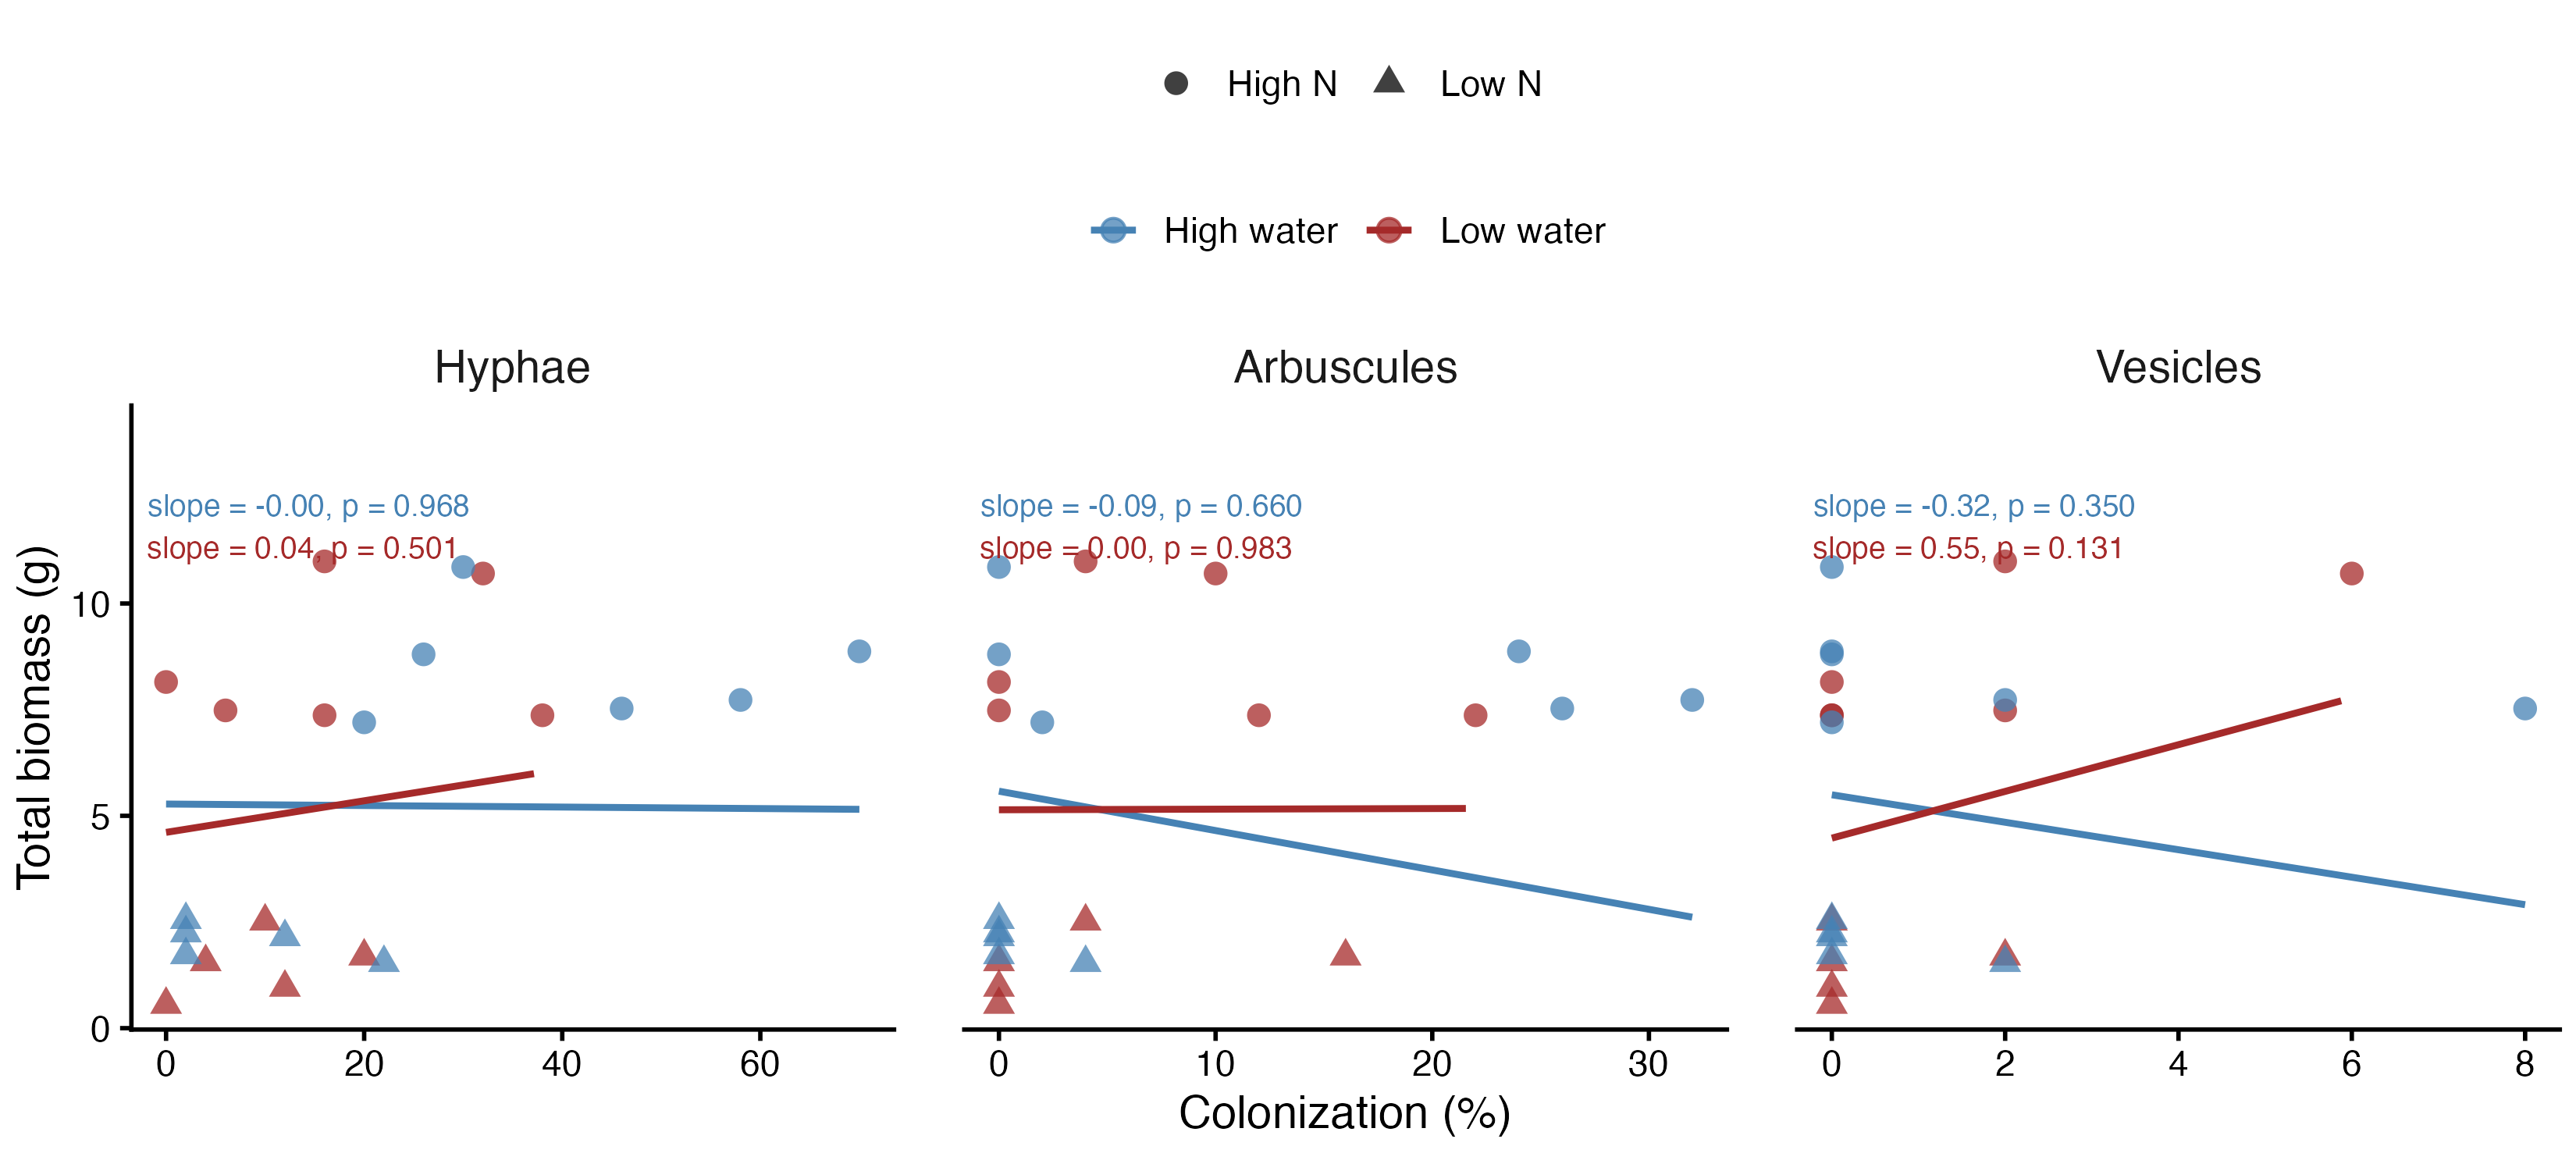 High N Low N
High water Low water
Hyphae Arbuscules Vesicles
slope = -0.00, p = 0.968 slope = -0.09, p = 0.660 slope = -0.32, p = 0.350
slope = 0.04, p = 0.501 slope = 0.00, p = 0.983 slope = 0.55, p = 0.131
Total biomass (g)
10
5
0
0 20 40 60 0 10 20 30 0 2 4 6 8
Colonization (%)